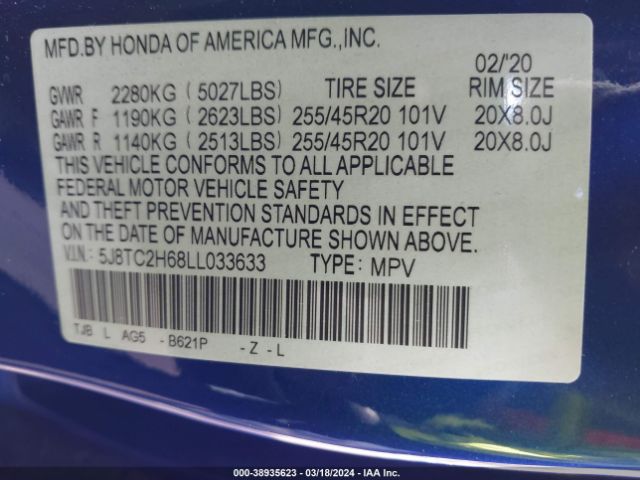 MFD.BY HONDA OF AMERICA MFG.,INC.
02/'20
GVWR 2280KG ( 5027LBS) TIRE SIZE RIM SIZE
GAWR F 1190KG ( 2623LBS) 255/45R20 101V 20X8.0J
GAWR R 1140KG ( 2513LBS) 255/45R20 101V 20X8.0J
THIS VEHICLE CONFORMS TO ALL APPLICABLE
FEDERAL MOTOR VEHICLE SAFETY
AND THEFT PREVENTION STANDARDS IN EFFECT
ON DATE OF MANUFACTURE SHOWN ABOVE.
V.I.N.: 5J8TC2H68LL033633 TYPE: MPV
TJB L AG5 - B621P - Z - L
000-38935623 - 03/18/2024 - IAA Inc.